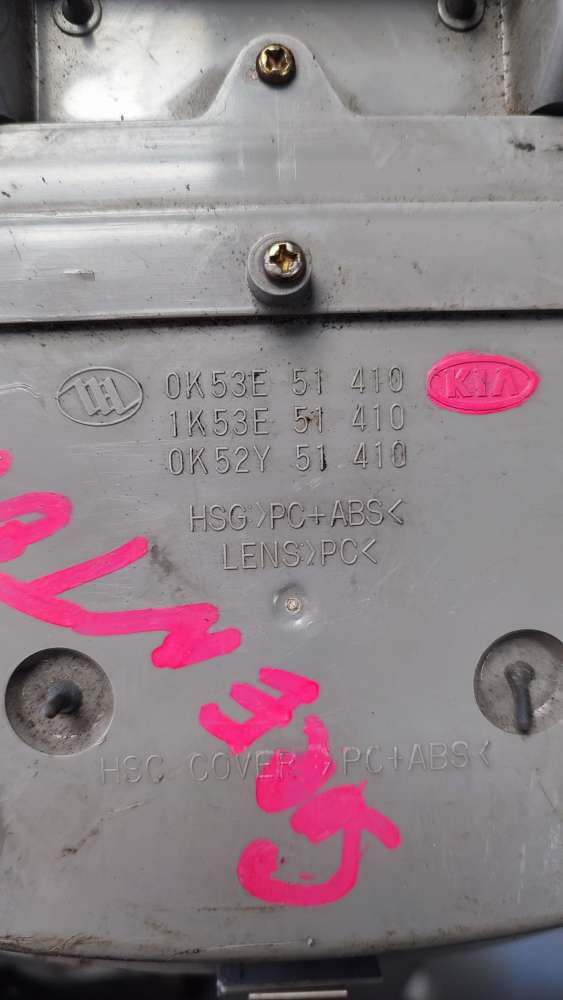 0K53E 51 410
KIA
1K53E 51 410
0K52Y 51 410
HSG>PC+ABS<
LENS>PC<
HSG COVER >PC+ABS<